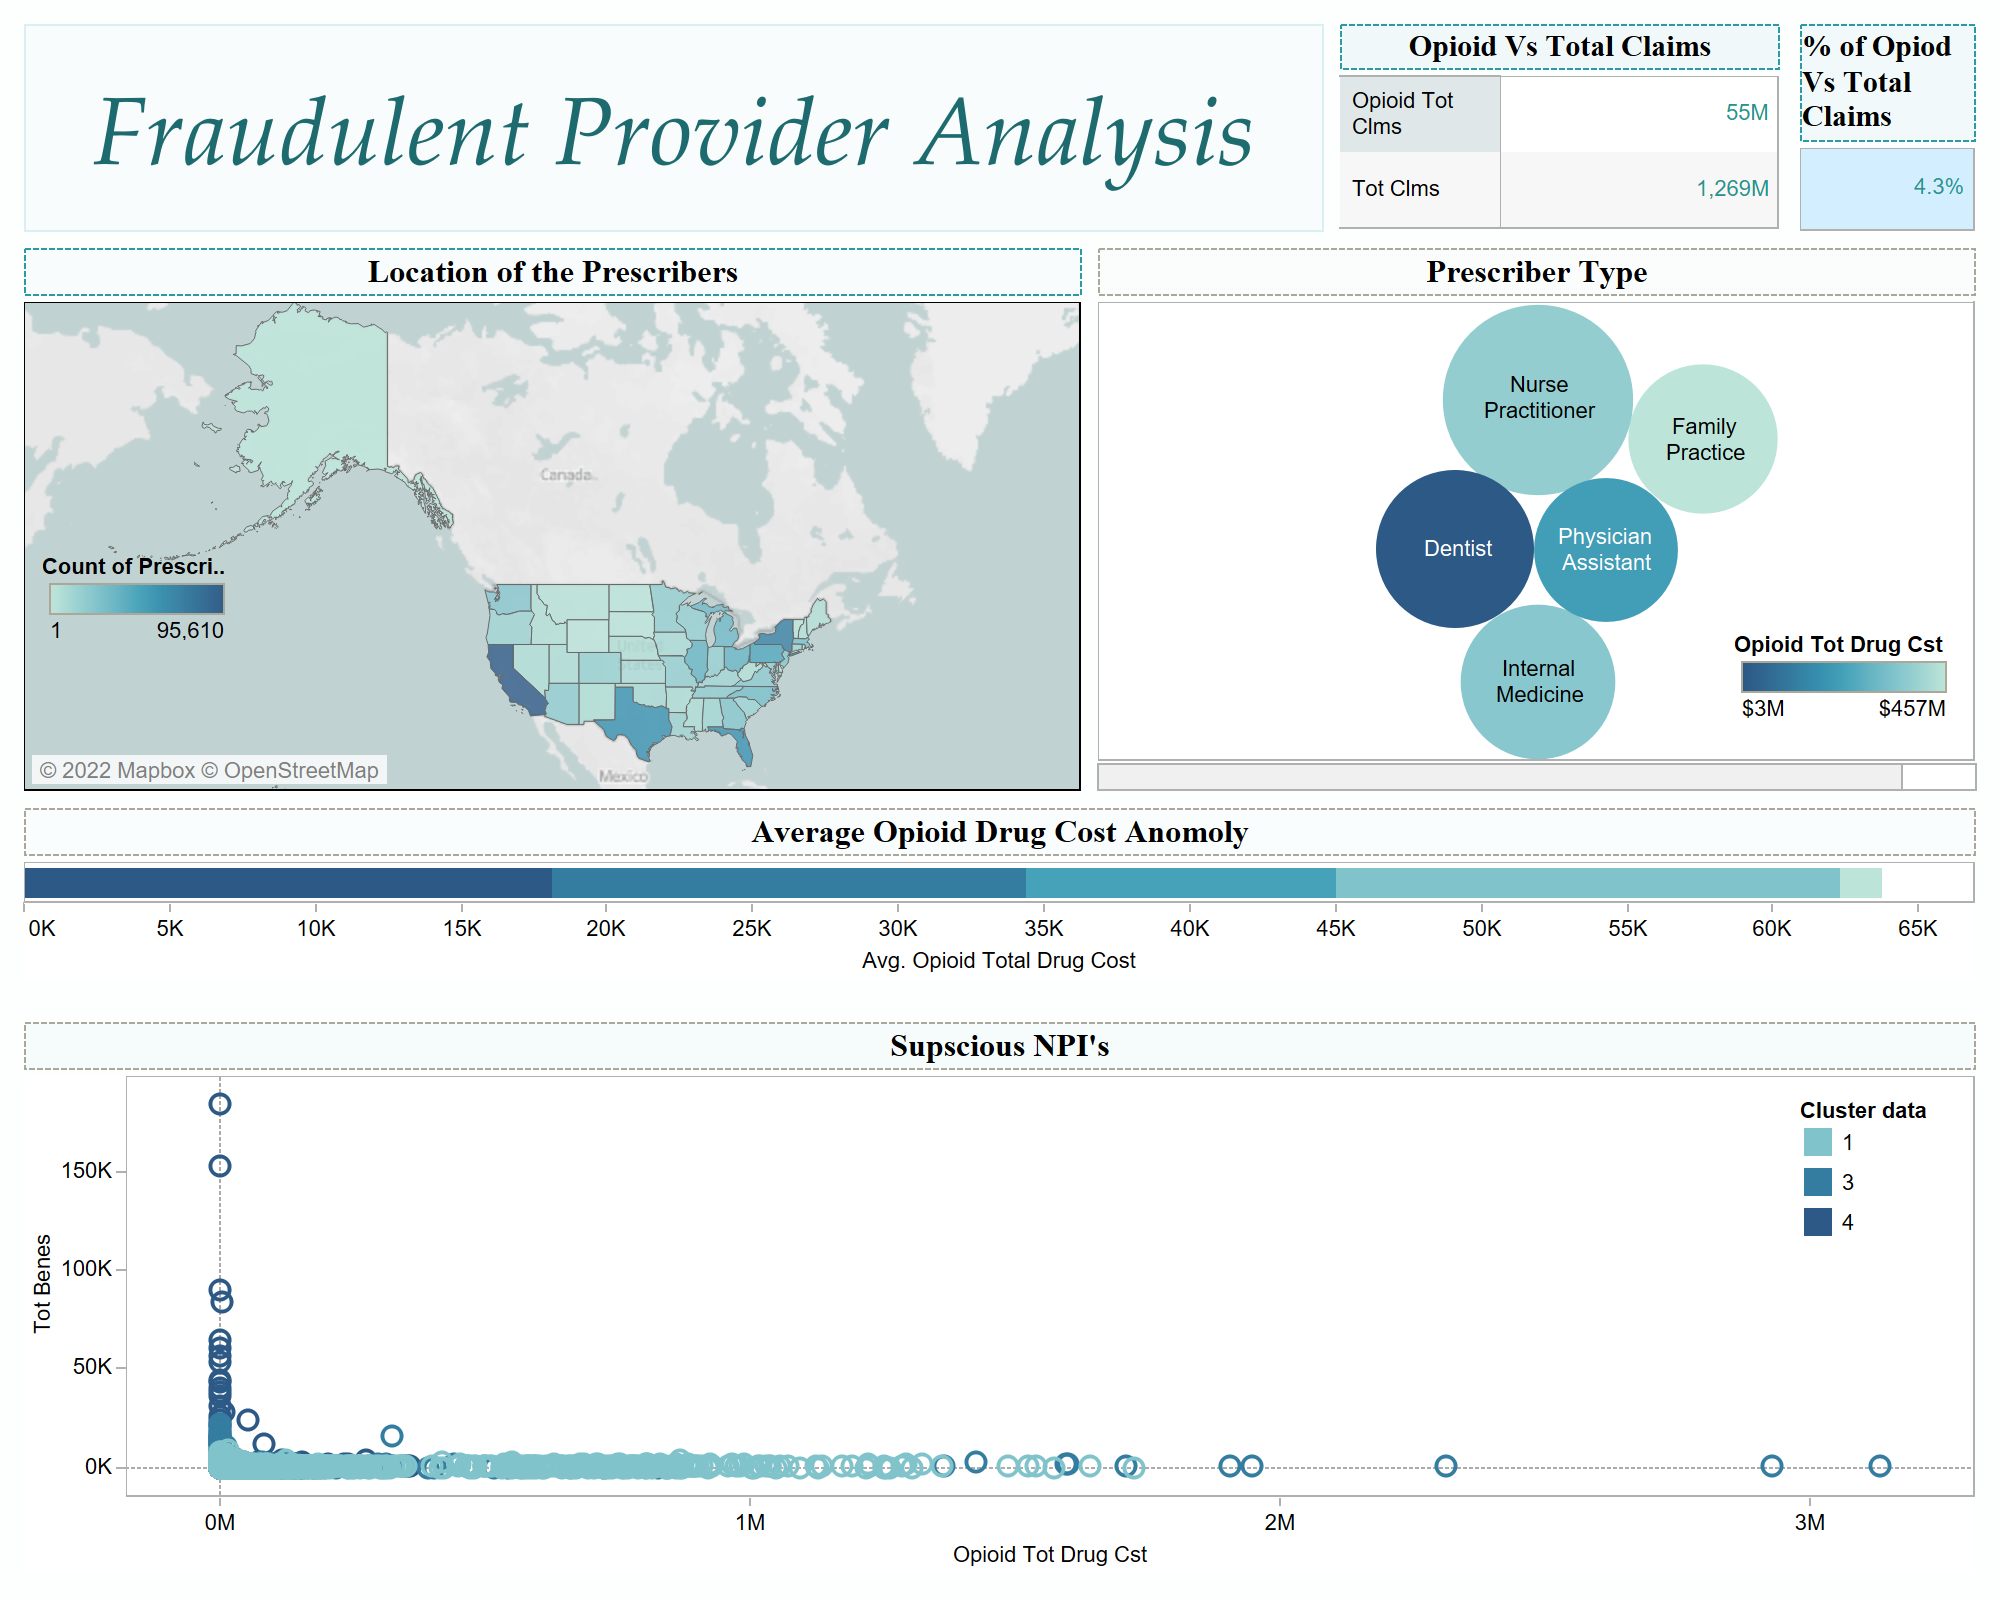 Fraudulent Provider Analysis
Opioid Vs Total Claims
Opioid Tot
Clms
55M
Tot Clms
1,269M
% of Opiod
Vs Total
Claims
4.3%
Location of the Prescribers
Canada
United
States
Mexico
Count of Prescri..
1
95,610
© 2022 Mapbox © OpenStreetMap
Prescriber Type
Nurse
Practitioner
Family
Practice
Dentist
Physician
Assistant
Internal
Medicine
Opioid Tot Drug Cst
$3M
$457M
Average Opioid Drug Cost Anomoly
0K
5K
10K
15K
20K
25K
30K
35K
40K
45K
50K
55K
60K
65K
Avg. Opioid Total Drug Cost
Supscious NPI's
Cluster data
1
3
4
Tot Benes
150K
100K
50K
0K
0M
1M
2M
3M
Opioid Tot Drug Cst